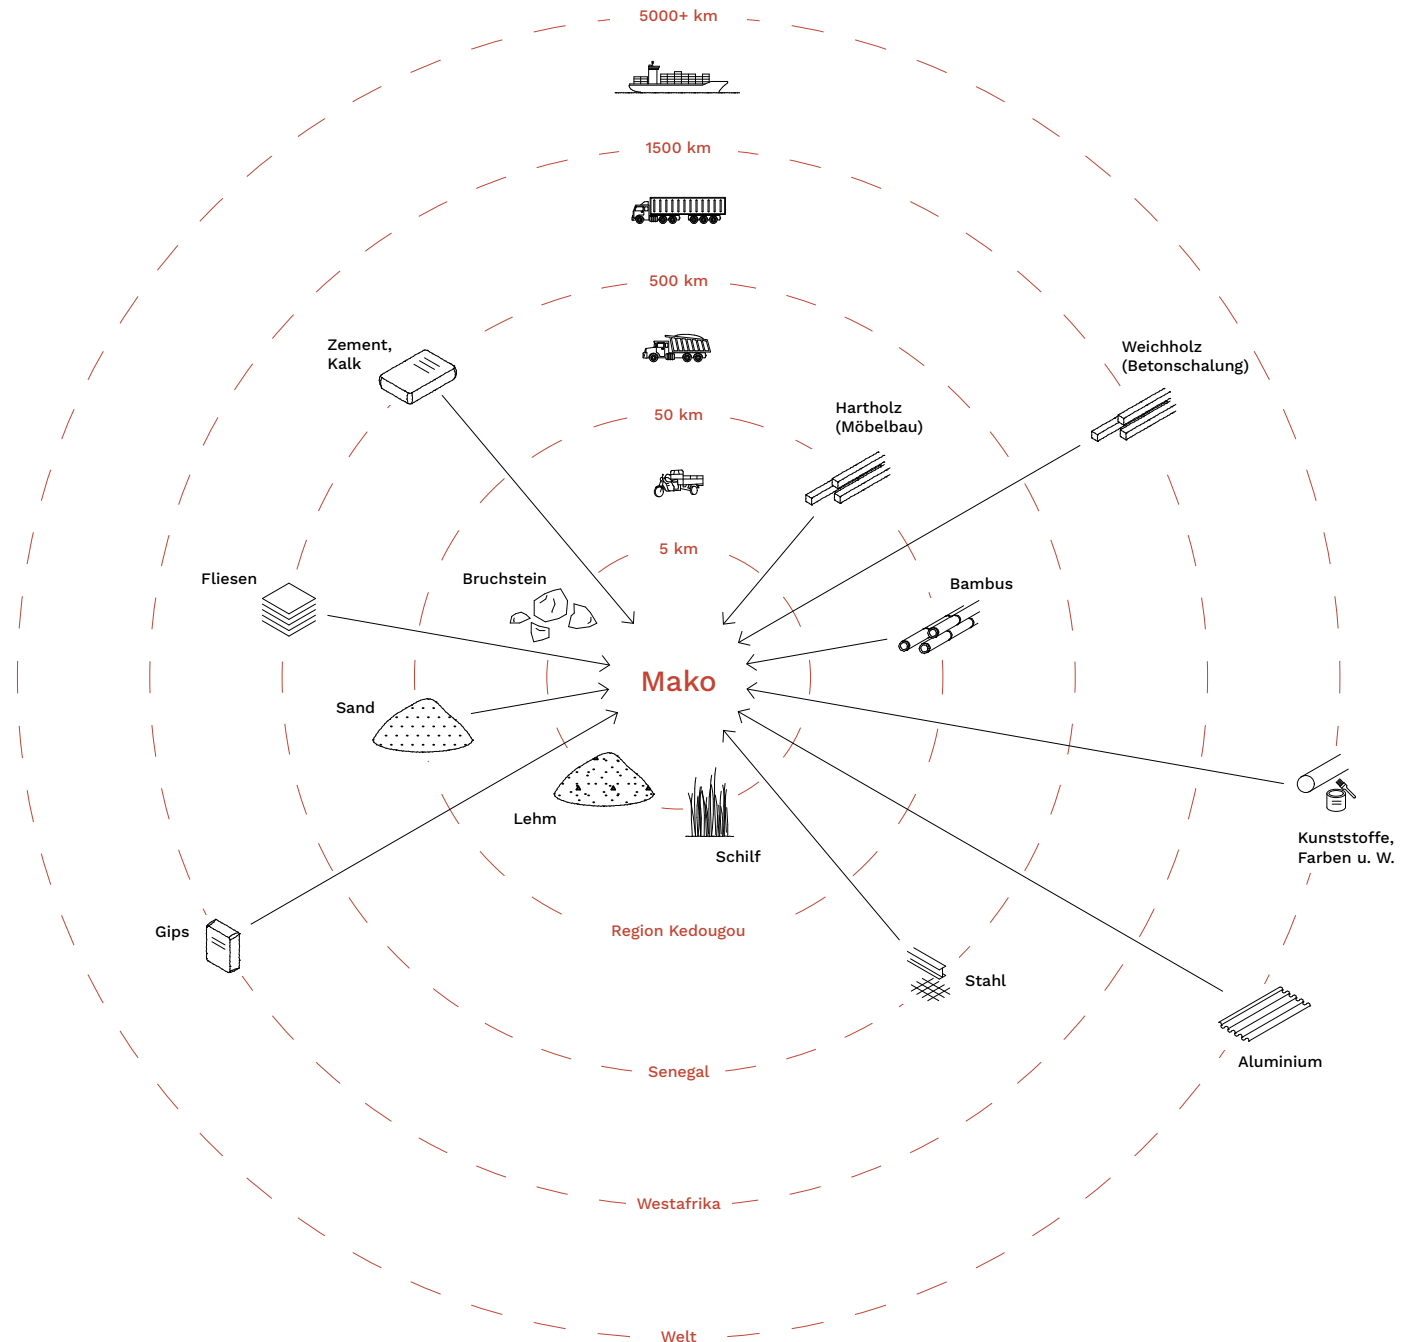 5000+ km
1500 km
500 km
Zement,
Kalk
Weichholz
(Betonschalung)
50 km
Hartholz
(Möbelbau)
5 km
Fliesen
Bruchstein
Bambus
Mako
Sand
Lehm
Schilf
Kunststoffe,
Farben u. W.
Gips
Region Kedougou
Stahl
Senegal
Aluminium
Westafrika
Welt